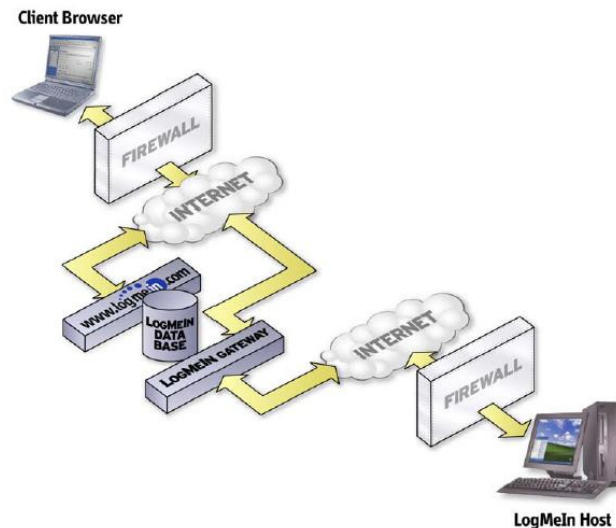 Client Browser
FIREWALL
INTERNET
www.logmein.com
LOGMEIN
DATA
BASE
LOGMEIN GATEWAY
INTERNET
FIREWALL
LogMeIn Host